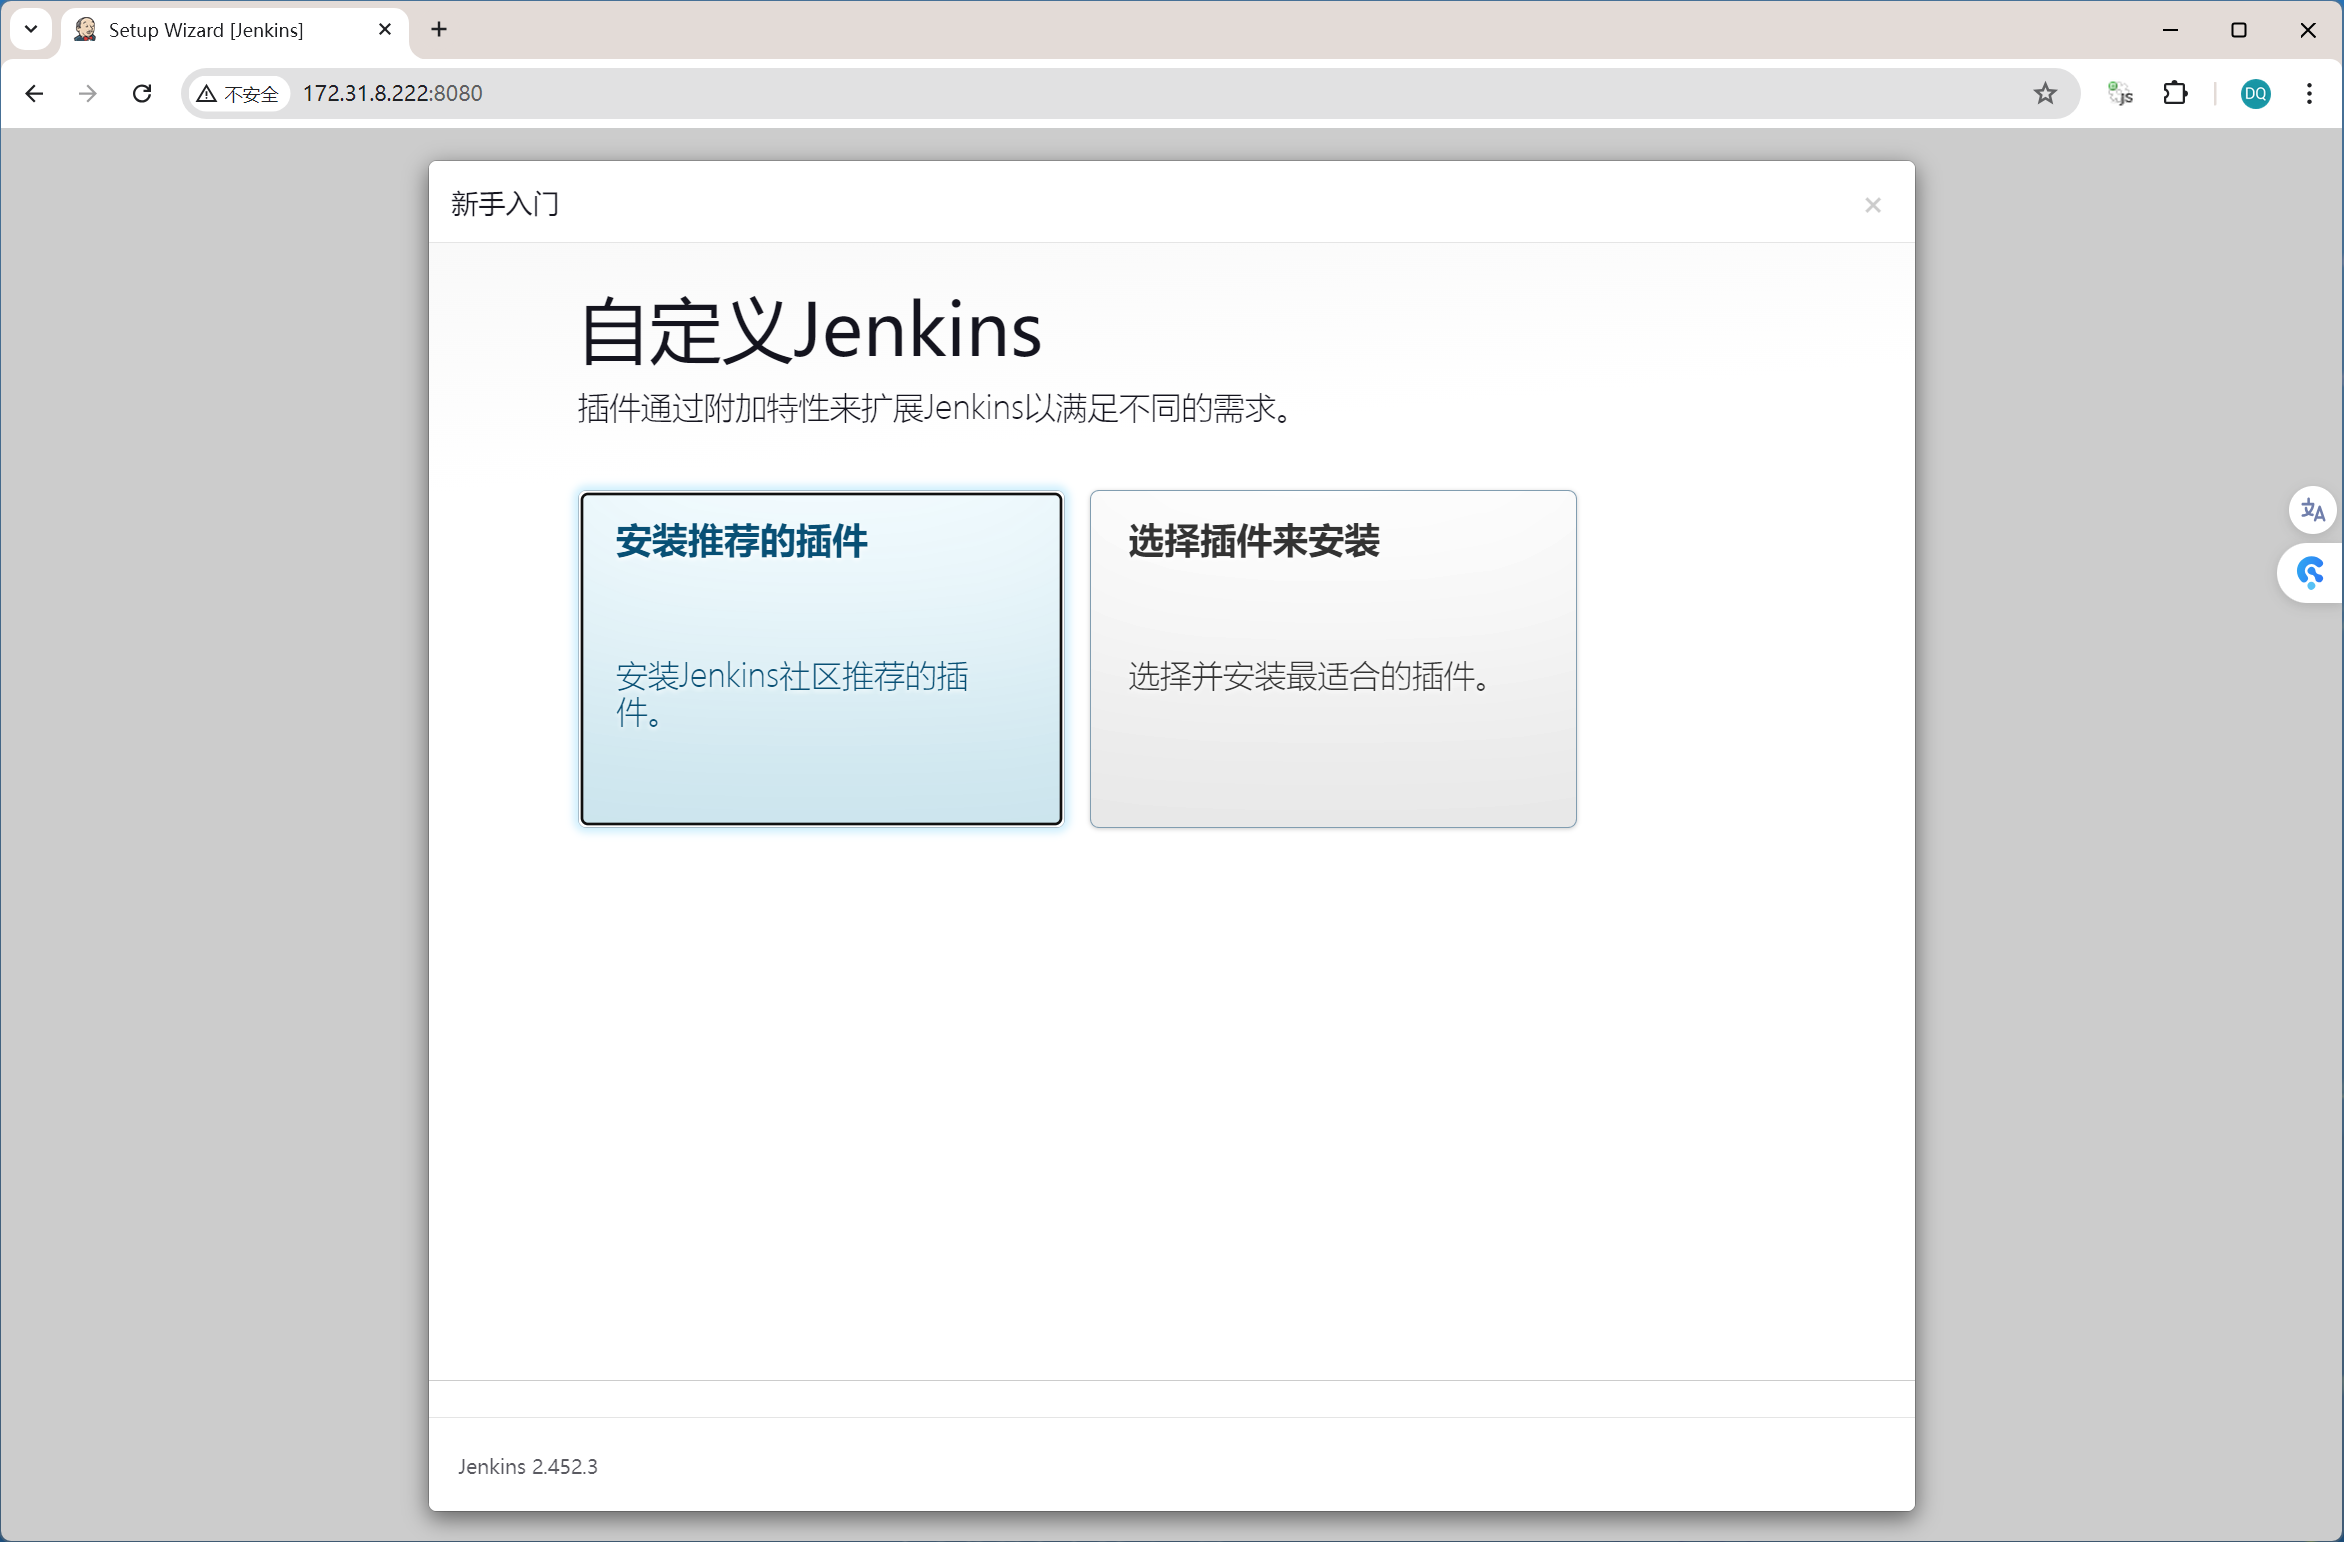 Setup Wizard [Jenkins]
不安全
172.31.8.222:8080
JS
DQ
新手入门
自定义Jenkins
插件通过附加特性来扩展Jenkins以满足不同的需求。
安装推荐的插件
安装Jenkins社区推荐的插
件。
选择插件来安装
选择并安装最适合的插件。
Jenkins 2.452.3